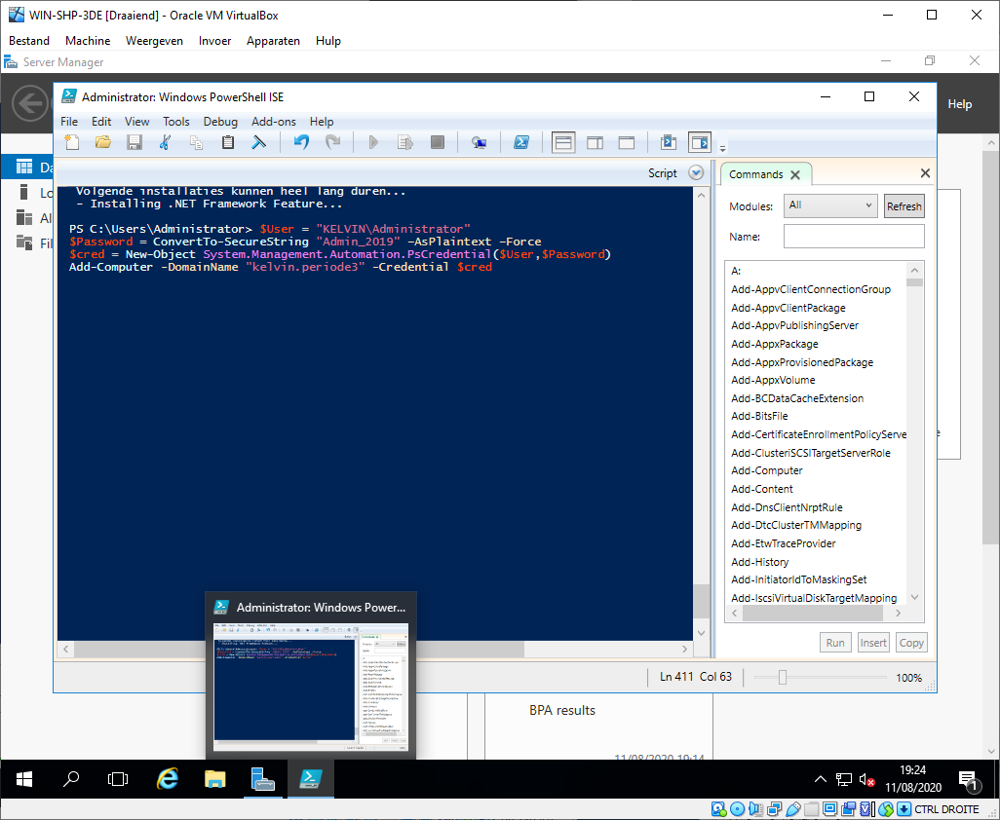 WIN-SHP-3DE [Draaiend] - Oracle VM VirtualBox
Bestand Machine Weergeven Invoer Apparaten Hulp
Server Manager
Help
Administrator: Windows PowerShell ISE
File Edit View Tools Debug Add-ons Help
Script
Volgende installaties kunnen heel lang duren...
- Installing .NET Framework Feature...
PS C:\Users\Administrator> $User = "KELVIN\Administrator"
$Password = ConvertTo-SecureString "Admin_2019" -AsPlaintext -Force
$cred = New-Object System.Management.Automation.PsCredential($User,$Password)
Add-Computer -DomainName "kelvin.periode3" -Credential $cred
Commands
Modules: All Refresh
Name:
A:
Add-AppvClientConnectionGroup
Add-AppvClientPackage
Add-AppvPublishingServer
Add-AppxPackage
Add-AppxProvisionedPackage
Add-AppxVolume
Add-BCDataCacheExtension
Add-BitsFile
Add-CertificateEnrollmentPolicyServe
Add-ClusteriSCSITargetServerRole
Add-Computer
Add-Content
Add-DnsClientNrptRule
Add-DtcClusterTMMapping
Add-EtwTraceProvider
Add-History
Add-InitiatorIdToMaskingSet
Add-IscsiVirtualDiskTargetMapping
Run Insert Copy
Ln 411 Col 63
100%
Administrator: Windows Power...
BPA results
11/08/2020 19:14
19:24
11/08/2020
1
CTRL DROITE